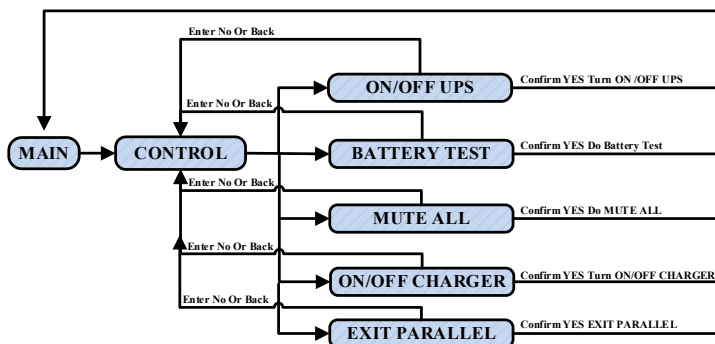 Enter No Or Back
ON/OFF UPS
Confirm YES Turn ON /OFF UPS
Enter No Or Back
MAIN
CONTROL
BATTERY TEST
Confirm YES Do Battery Test
Enter No Or Back
MUTE ALL
Confirm YES Do MUTE ALL
Enter No Or Back
ON/OFF CHARGER
Confirm YES Turn ON/OFF CHARGER
Enter No Or Back
EXIT PARALLEL
Confirm YES EXIT PARALLEL